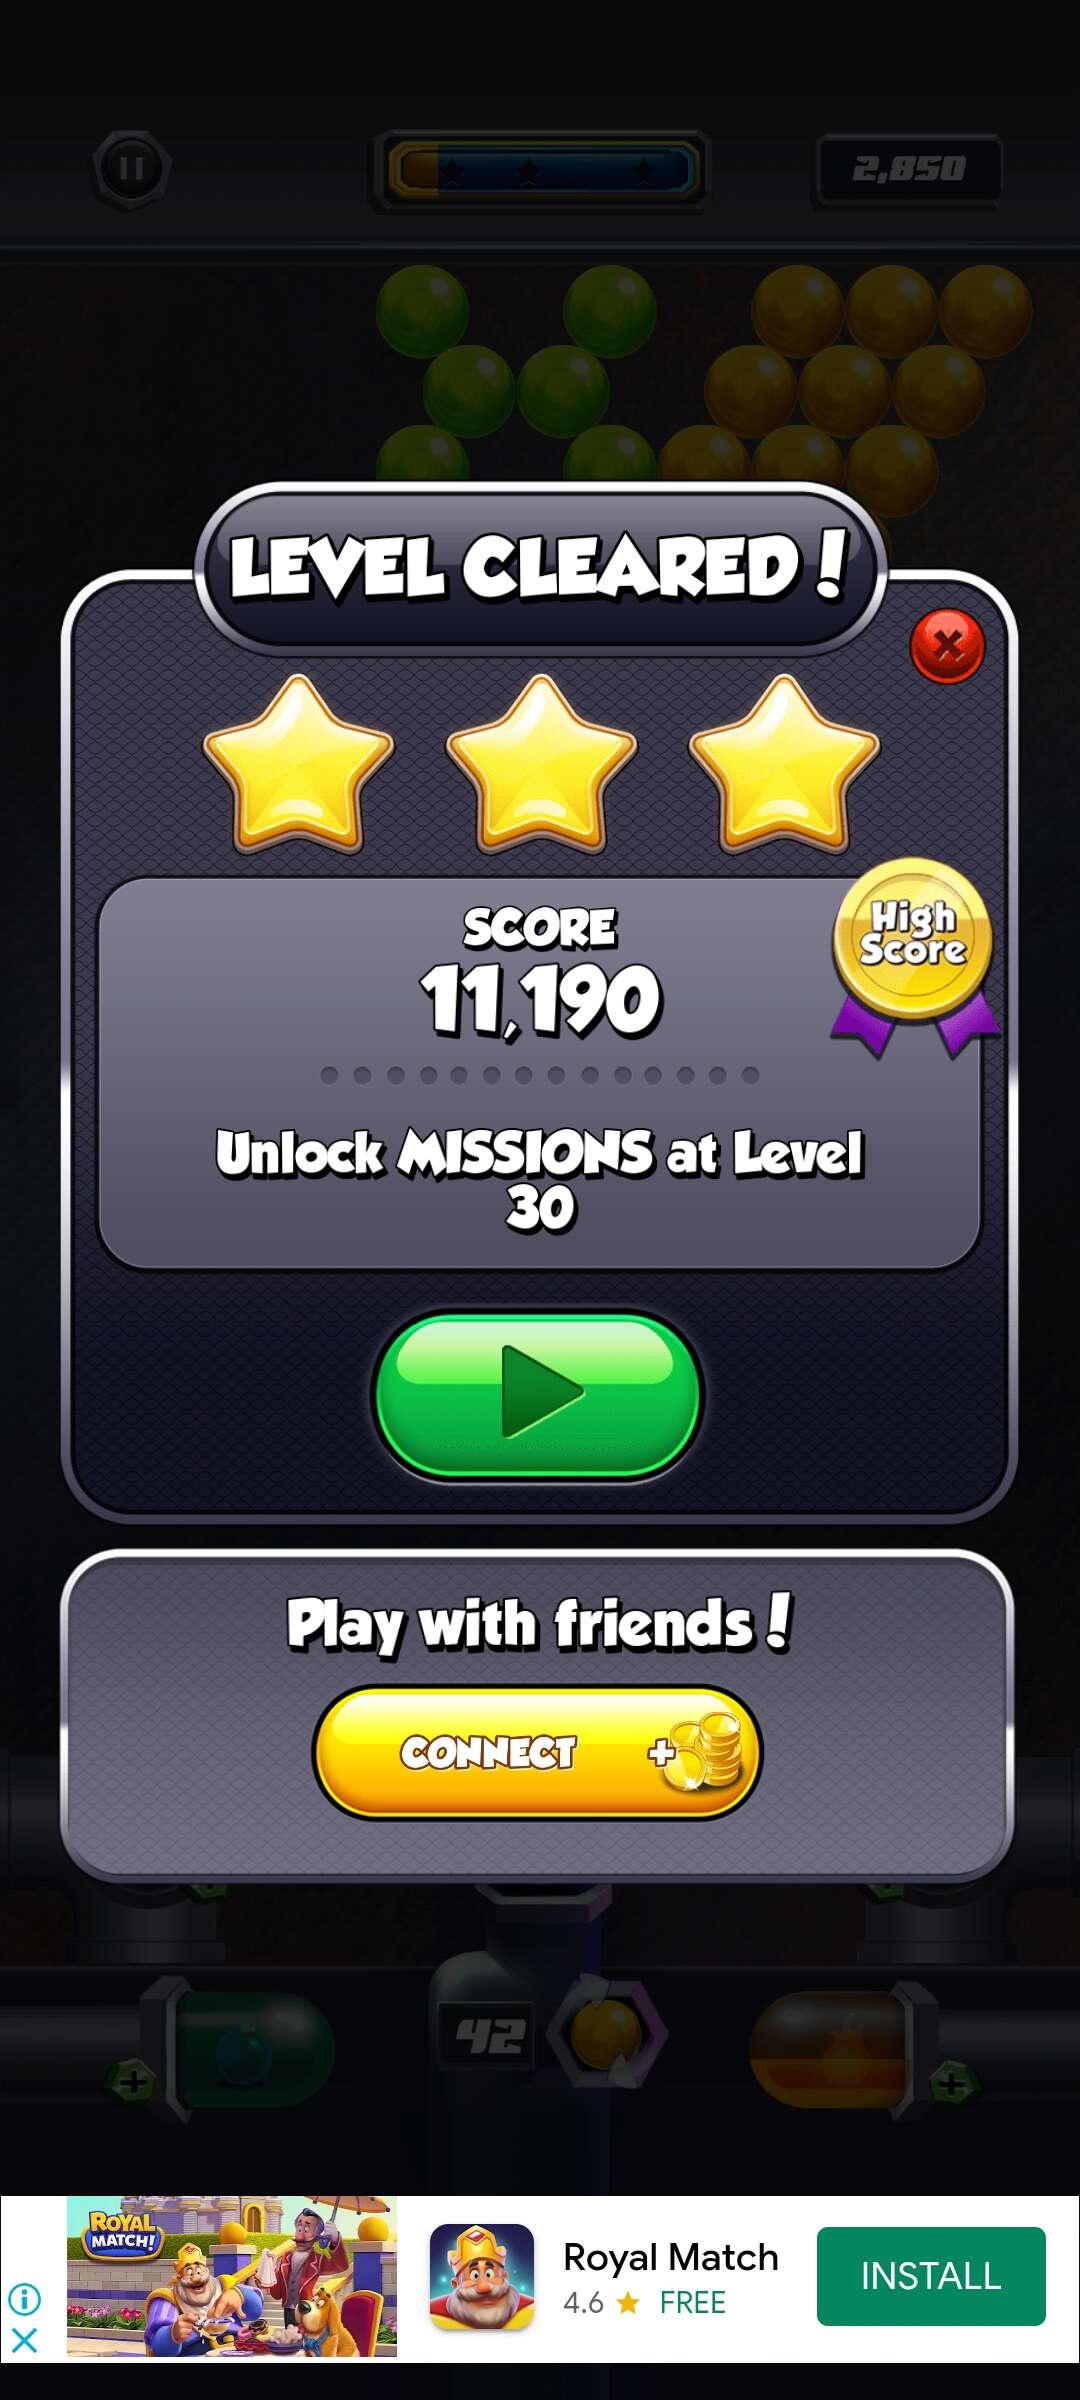 2,850
LEVEL CLEARED!
SCORE
High
Score
11,190
Unlock MISSIONS at Level
30
Play with friends!
CONNECT +
42
ROYAL
MATCH!
Royal Match
4.6 ★ FREE
INSTALL